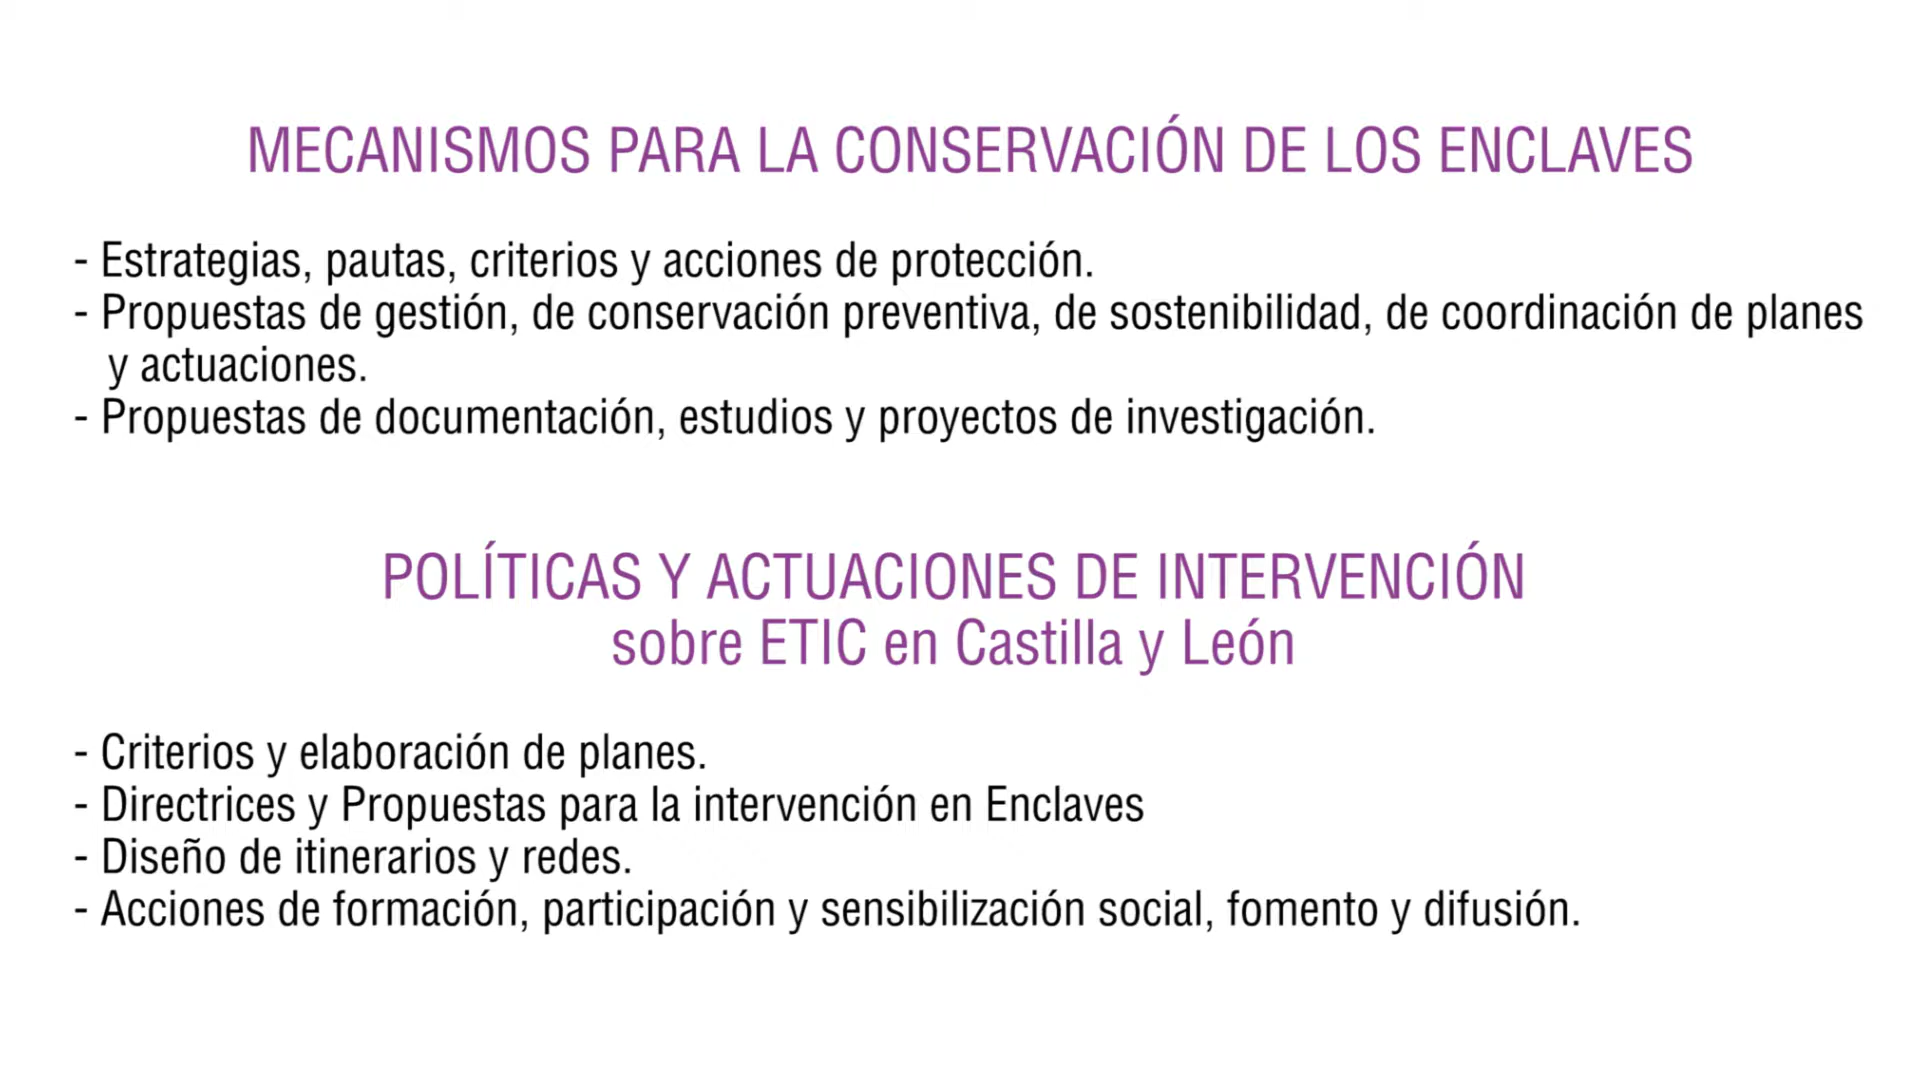 MECANISMOS PARA LA CONSERVACIÓN DE LOS ENCLAVES
- Estrategias, pautas, criterios y acciones de protección.
- Propuestas de gestión, de conservación preventiva, de sostenibilidad, de coordinación de planes
y actuaciones.
- Propuestas de documentación, estudios y proyectos de investigación.
POLÍTICAS Y ACTUACIONES DE INTERVENCIÓN
sobre ETIC en Castilla y León
- Criterios y elaboración de planes.
- Directrices y Propuestas para la intervención en Enclaves
- Diseño de itinerarios y redes.
- Acciones de formación, participación y sensibilización social, fomento y difusión.